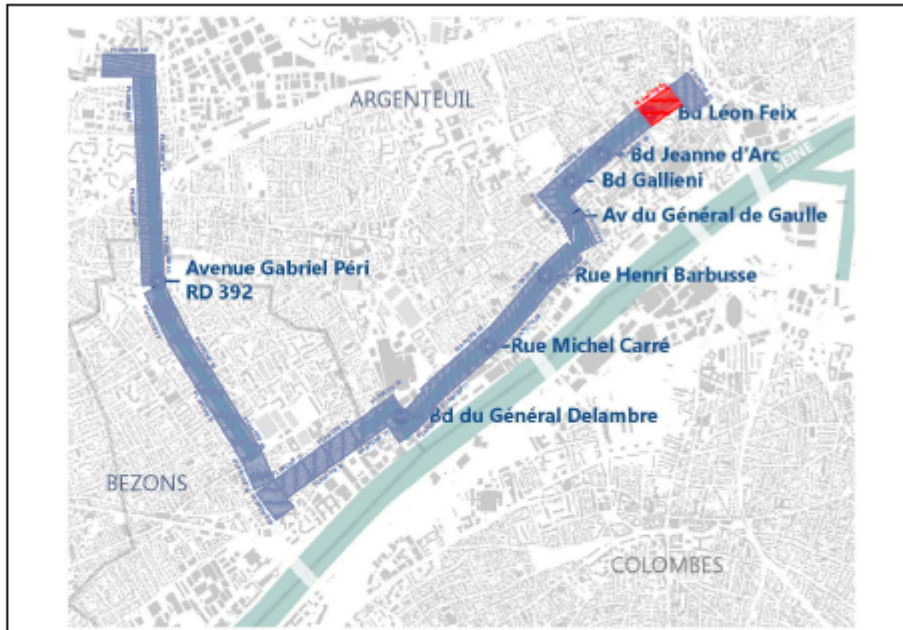 ARGENTEUIL
Bd Léon Feix
Bd Jeanne d'Arc
SEINE
Bd Gallieni
Av du Général de Gaulle
Avenue Gabriel Péri
RD 392
Rue Henri Barbusse
Rue Michel Carré
Bd du Général Delambre
BEZONS
COLOMBES